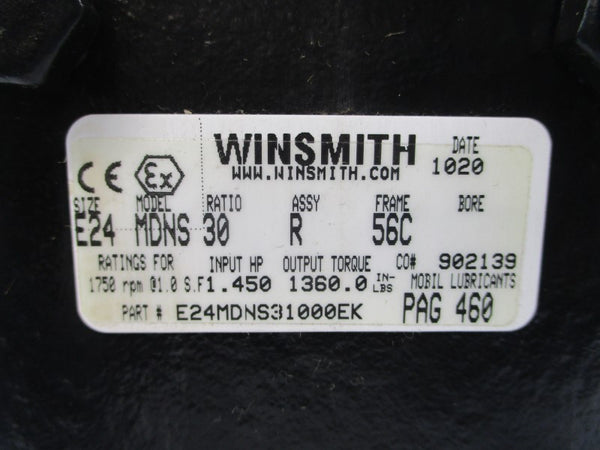 WINSMITH
WWW.WINSMITH.COM
DATE
1020
CE Ex
SIZE MODEL RATIO ASSY FRAME BORE
E24 MDNS 30 R 56C
RATINGS FOR INPUT HP OUTPUT TORQUE CO# 902139
1750 rpm @1.0 S.F 1.450 1360.0 IN-LBS MOBIL LUBRICANTS
PART # E24MDNS31000EK PAG 460